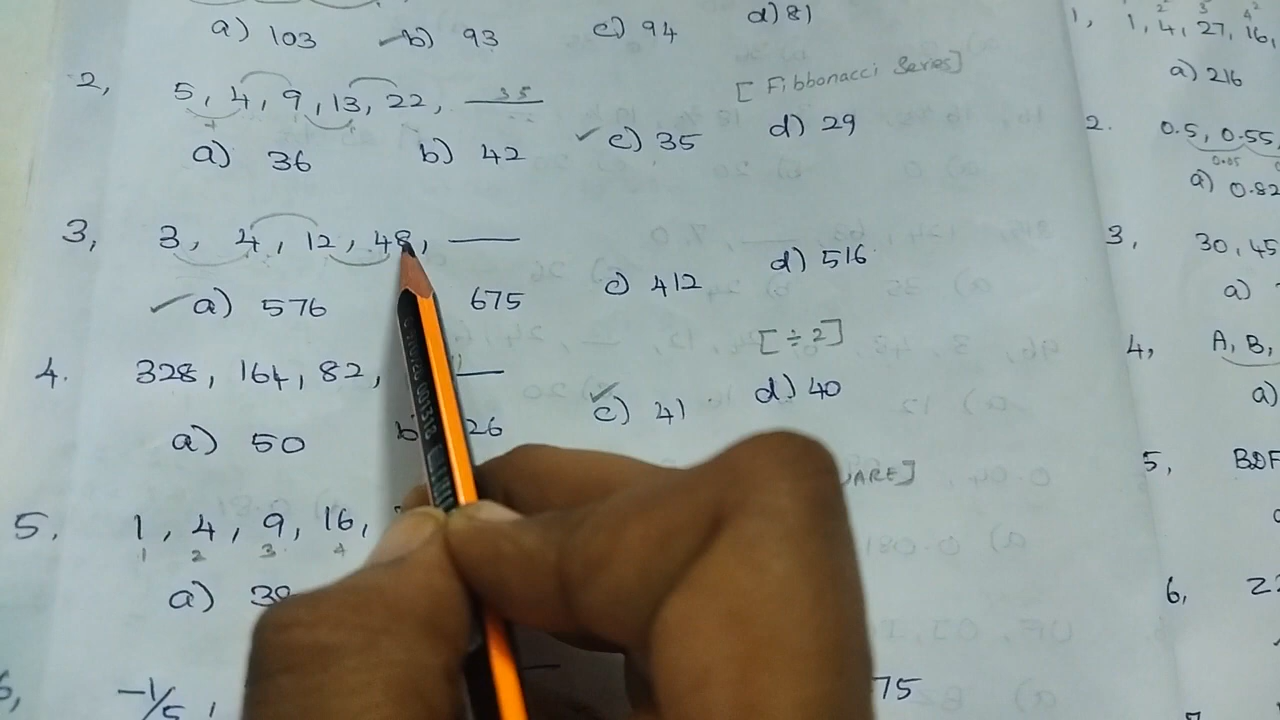 a) 103 b) 93 c) 94 d) 81
2, 5, 4, 9, 13, 22, 35 [Fibbonacci Series]
a) 36 b) 42 c) 35 d) 29
3, 3, 4, 12, 48,
a) 576 675 c) 412 d) 516
4. 328, 164, 82, [÷2]
a) 50 b 26 c) 41 d) 40
5. 1, 4, 9, 16,
1 2 3 4
a)
-1/5,
75
1, 1, 4, 27, 16,
2 3 4²
a) 216
2. 0.5, 0.55,
0.05
a) 0.82
3, 30, 45
a)
4, A, B,
a)
5, BDF
6,